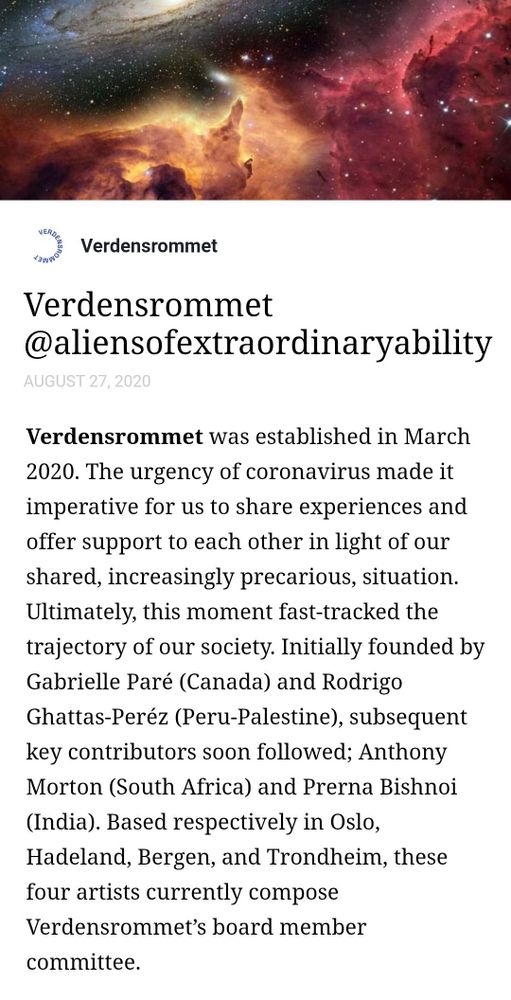 VERDENSROMMET
Verdensrommet
Verdensrommet
@aliensofextraordinaryability
AUGUST 27, 2020
Verdensrommet was established in March
2020. The urgency of coronavirus made it
imperative for us to share experiences and
offer support to each other in light of our
shared, increasingly precarious, situation.
Ultimately, this moment fast-tracked the
trajectory of our society. Initially founded by
Gabrielle Paré (Canada) and Rodrigo
Ghattas-Peréz (Peru-Palestine), subsequent
key contributors soon followed; Anthony
Morton (South Africa) and Prerna Bishnoi
(India). Based respectively in Oslo,
Hadeland, Bergen, and Trondheim, these
four artists currently compose
Verdensrommet’s board member
committee.